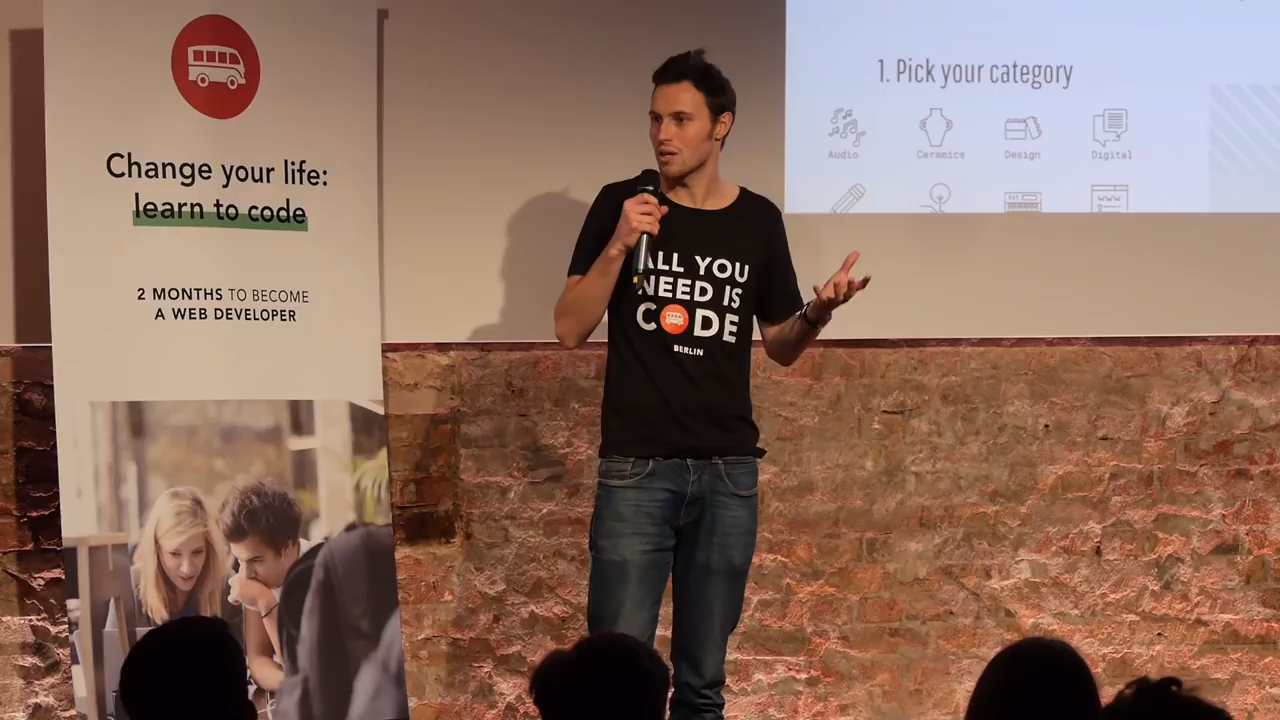 Change your life:
learn to code
2 MONTHS TO BECOME
A WEB DEVELOPER
ALL YOU
NEED IS
CODE
BERLIN
1. Pick your category
Audio
Ceramics
Design
Digital